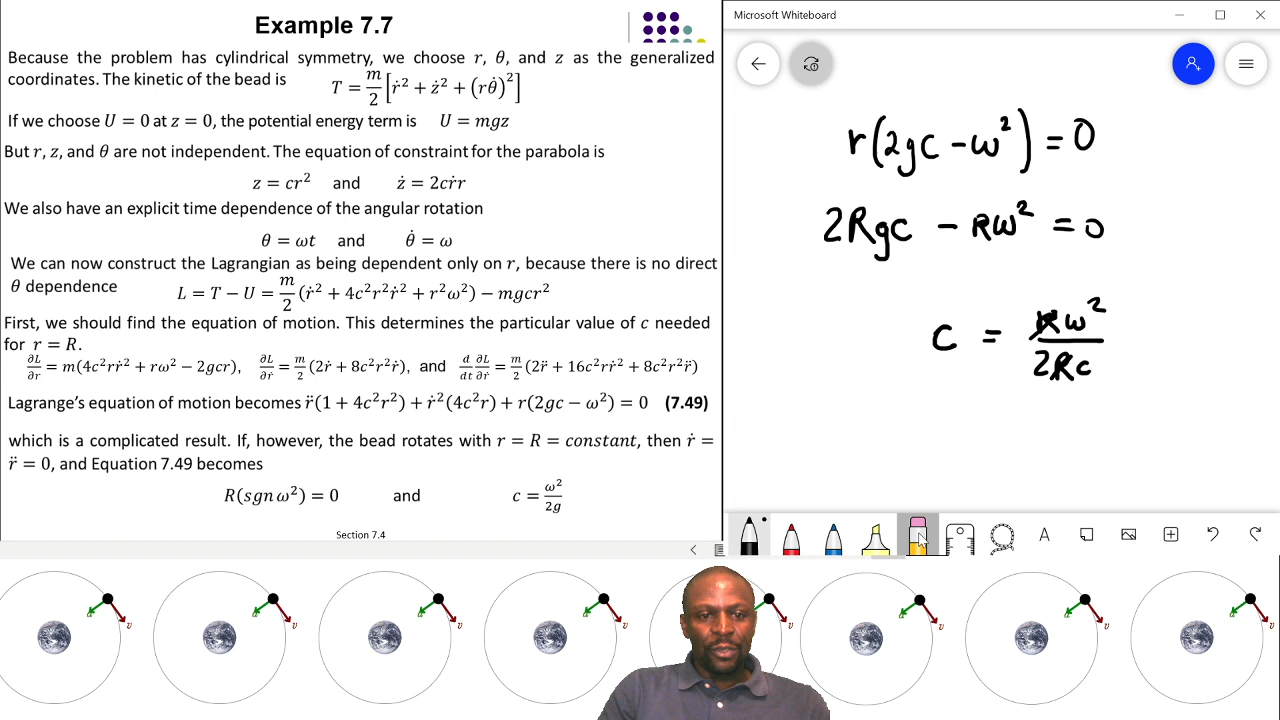 Example 7.7
Because the problem has cylindrical symmetry, we choose r, θ, and z as the generalized
coordinates. The kinetic of the bead is T = m/2 [ṙ² + ż² + (rθ̇)²]
If we choose U = 0 at z = 0, the potential energy term is U = mgz
But r, z, and θ are not independent. The equation of constraint for the parabola is
z = cr² and ż = 2cṙr
We also have an explicit time dependence of the angular rotation
θ = ωt and θ̇ = ω
We can now construct the Lagrangian as being dependent only on r, because there is no direct
θ dependence L = T − U = m/2 (ṙ² + 4c²r²ṙ² + r²ω²) − mgcr²
First, we should find the equation of motion. This determines the particular value of c needed
for r = R.
∂L/∂r = m(4c²rṙ² + rω − 2gcr), ∂L/∂ṙ = m/2 (2ṙ + 8c²r²ṙ), and d/dt ∂L/∂ṙ = m/2 (2r̈ + 16c²rṙ² + 8c²r²r̈)
Lagrange’s equation of motion becomes r̈(1 + 4c²r²) + ṙ²(4c²r) + r(2gc − ω²) = 0 (7.49)
which is a complicated result. If, however, the bead rotates with r = R = constant, then ṙ =
r̈ = 0, and Equation 7.49 becomes
R(sgn ω²) = 0 and c = ω²/2g
Section 7.4
Microsoft Whiteboard
r(2gc − ω²) = 0
2Rgc − Rω² = 0
c = Rω²/2Rc
A
a v
a v
a v
a v
v
a v
a v
a v